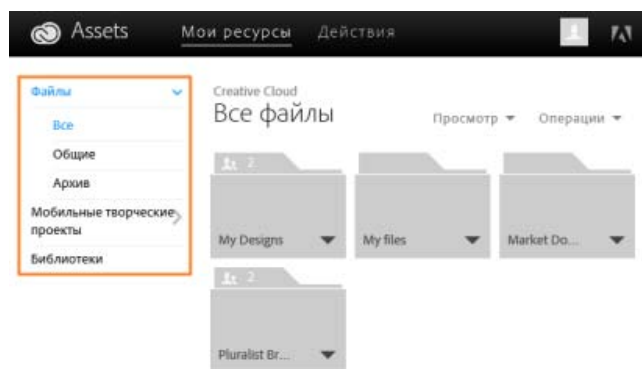 Assets Мои ресурсы Действия
Файлы
Все
Общие
Архив
Мобильные творческие
проекты
Библиотеки
Creative Cloud
Все файлы
Просмотр Операции
2
My Designs My files Market Do...
2
Pluralist Br...